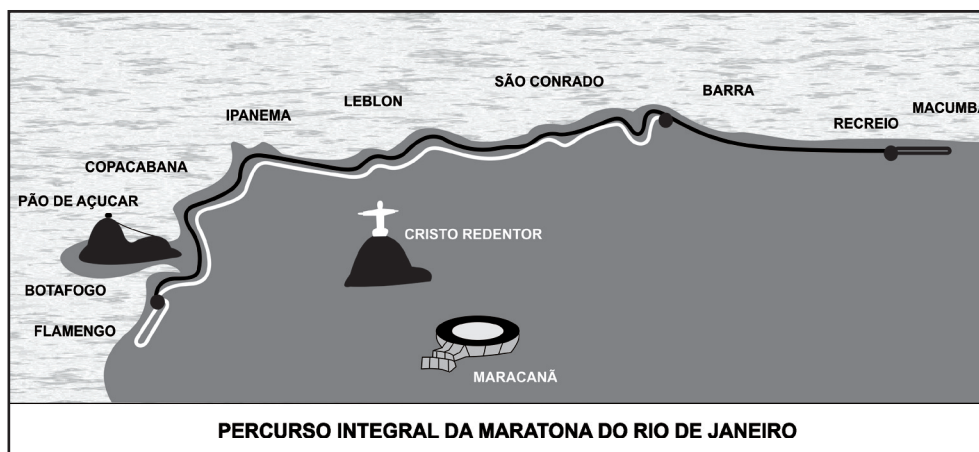 MACUMBA
RECREIO
BARRA
SÃO CONRADO
LEBLON
IPANEMA
COPACABANA
PÃO DE AÇUCAR
BOTAFOGO
FLAMENGO
CRISTO REDENTOR
MARACANÃ
PERCURSO INTEGRAL DA MARATONA DO RIO DE JANEIRO